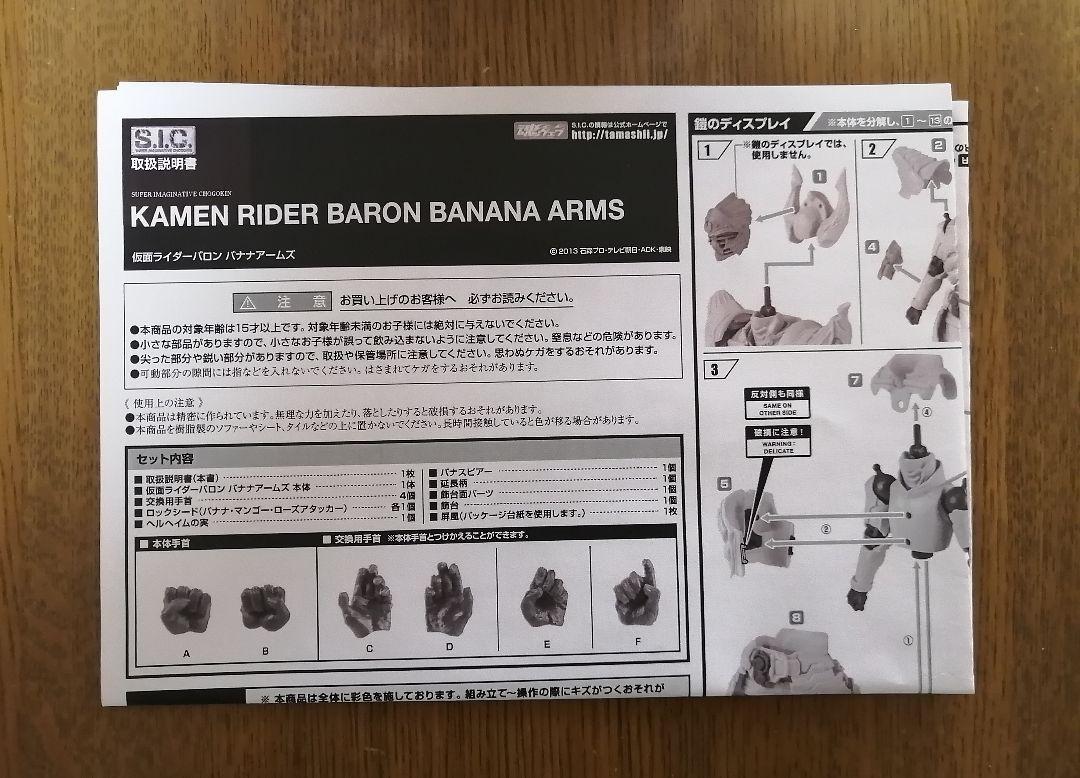 S.I.C.
SUPER IMAGINATIVE CHOGOKIN
取扱説明書
魂ウェブ
S.I.C.の情報は公式ホームページで
http://tamashii.jp/
SUPER IMAGINATIVE CHOGOKIN
KAMEN RIDER BARON BANANA ARMS
仮面ライダーバロン バナナアームズ
© 2013 石森プロ・テレビ朝日・ADK・東映
⚠ 注 意 お買い上げのお客様へ 必ずお読みください。
●本商品の対象年齢は15才以上です。対象年齢未満のお子様には絶対に与えないでください。
●小さな部品がありますので、小さなお子様が誤って飲み込まないように注意してください。窒息などの危険があります。
●尖った部分や鋭い部分がありますので、取扱や保管場所に注意してください。思わぬケガをするおそれがあります。
●可動部分の隙間には指などを入れないでください。はさまれてケガをするおそれがあります。
《 使用上の注意 》
●本商品は精密に作られています。無理な力を加えたり、落としたりすると破損するおそれがあります。
●本商品を樹脂製のソファーやシート、タイルなどの上に置かないでください。長時間接触していると色が移る場合があります。
セット内容
■ 取扱説明書(本書) 1枚
■ 仮面ライダーバロン バナナアームズ 本体 1体
■ 交換用手首 4個
■ ロックシード(バナナ・マンゴー・ローズアタッカー) 各1個
■ ヘルヘイムの実 1個
■ バナスピアー 1個
■ 延長柄 1個
■ 飾台面パーツ 1個
■ 飾台 1個
■ 屏風(パッケージ台紙を使用します。) 1枚
■ 本体手首
■ 交換用手首 ※本体手首とつけかえることができます。
A B C D E F
※ 本商品は全体に彩色を施しております。組み立て〜操作の際にキズがつくおそれが
鎧のディスプレイ ※本体を分解し、1〜13の
1
※鎧のディスプレイでは、
使用しません。
1
2
2
4
3
7
反対側も同様
SAME ON
OTHER SIDE
④
破損に注意！
WARNING:
DELICATE
5
②
8
①